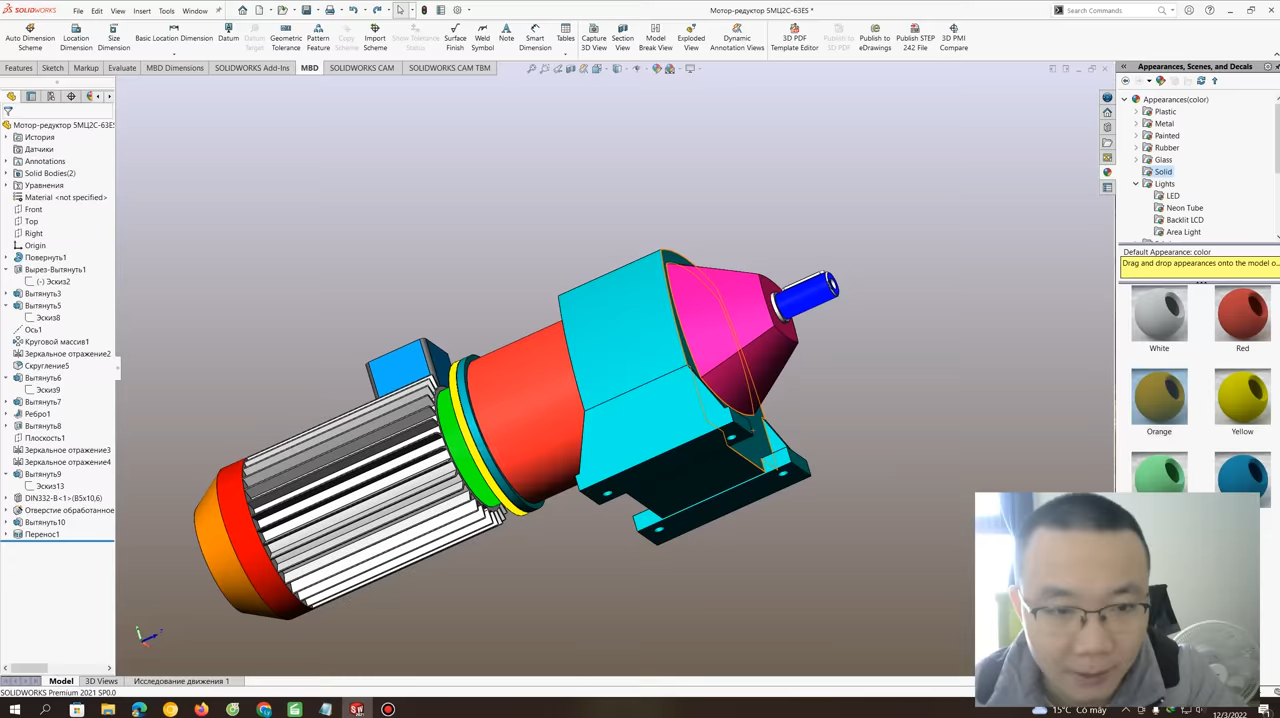 SOLIDWORKS
File
Edit
View
Insert
Tools
Window
Мотор-редуктор 5МЦ2С-63ES *
Search Commands
Auto Dimension Scheme
Location Dimension
Size Dimension
Basic Location Dimension
Datum
Datum Target
Geometric Tolerance
Pattern Feature
Copy Scheme
Import Scheme
Show Tolerance Status
Surface Finish
Weld Symbol
Note
Smart Dimension
Tables
Capture 3D View
Section View
Model Break View
Exploded View
Dynamic Annotation Views
3D PDF Template Editor
Publish to 3D PDF
Publish to eDrawings
Publish STEP 242 File
3D PMI Compare
Features
Sketch
Markup
Evaluate
MBD Dimensions
SOLIDWORKS Add-Ins
MBD
SOLIDWORKS CAM
SOLIDWORKS CAM TBM
Мотор-редуктор 5МЦ2С-63ES
История
Датчики
Annotations
Solid Bodies(2)
Уравнения
Material <not specified>
Front
Top
Right
Origin
Повернуть1
Вырез-Вытянуть1
(-) Эскиз2
Вытянуть3
Вытянуть5
Эскиз8
Ось1
Круговой массив1
Зеркальное отражение2
Скругление5
Вытянуть6
Эскиз9
Вытянуть7
Ребро1
Вытянуть8
Плоскость1
Зеркальное отражение3
Зеркальное отражение4
Вытянуть9
Эскиз13
DIN332-B<1>(B5x10,6)
Отверстие обработанное
Вытянуть10
Перенос1
Appearances, Scenes, and Decals
Appearances(color)
Plastic
Metal
Painted
Rubber
Glass
Solid
Lights
LED
Neon Tube
Backlit LCD
Area Light
Default Appearance: color
Drag and drop appearances onto the model o...
White
Red
Orange
Yellow
Model
3D Views
Исследование движения 1
SOLIDWORKS Premium 2021 SP0.0
15°C Có mây
12/3/2022